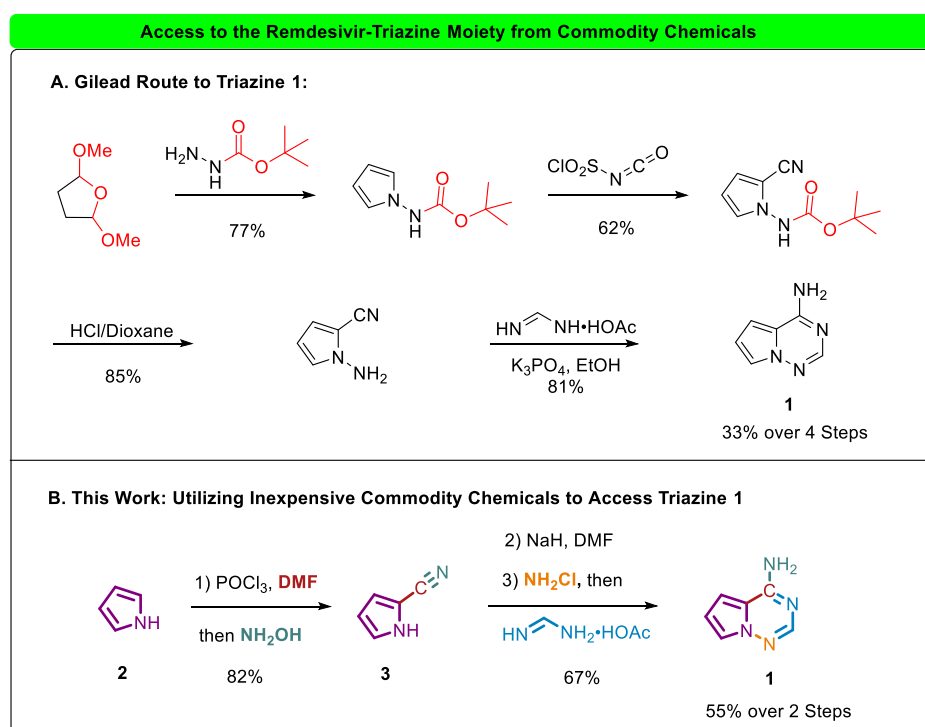 Access to the Remdesivir-Triazine Moiety from Commodity Chemicals
A. Gilead Route to Triazine 1:
OMe
O
OMe
H2N
N
H
O
O
77%
N
NH
O
O
ClO2S
N
C
O
62%
CN
N
NH
O
O
HCl/Dioxane
85%
CN
N
NH2
HN
NH•HOAc
K3PO4, EtOH
81%
NH2
N
N
N
1
33% over 4 Steps
B. This Work: Utilizing Inexpensive Commodity Chemicals to Access Triazine 1
NH
2
1) POCl3, DMF
then NH2OH
82%
C
N
NH
3
2) NaH, DMF
3) NH2Cl, then
HN
NH2•HOAc
67%
NH2
C
N
N
N
1
55% over 2 Steps